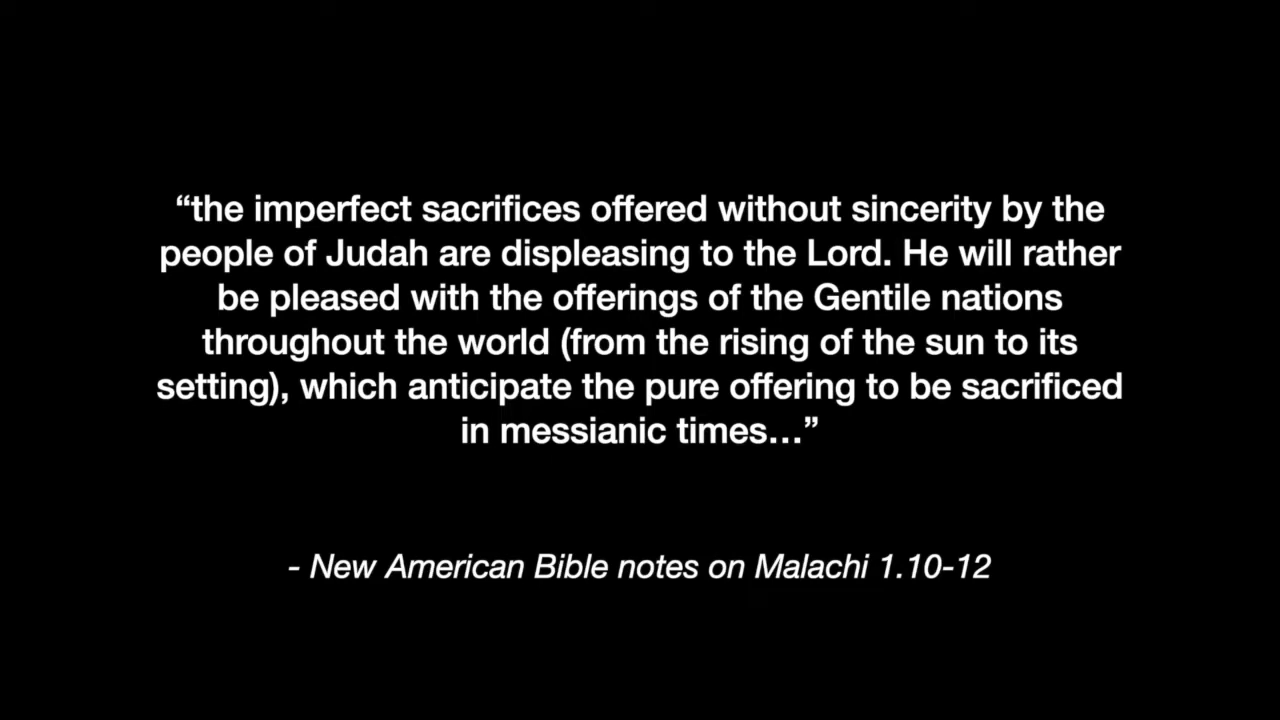 “the imperfect sacrifices offered without sincerity by the
people of Judah are displeasing to the Lord. He will rather
be pleased with the offerings of the Gentile nations
throughout the world (from the rising of the sun to its
setting), which anticipate the pure offering to be sacrificed
in messianic times…”
- New American Bible notes on Malachi 1.10-12